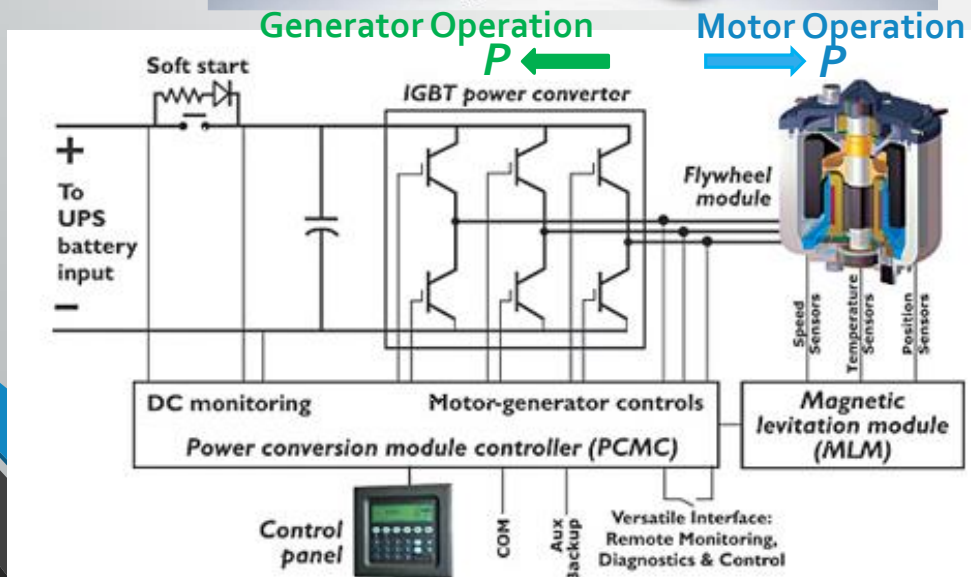 Generator Operation
P
Motor Operation
P
Soft start
IGBT power converter
+
To
UPS
battery
input
−
Flywheel
module
Speed
Sensors
Temperature
Sensors
Position
Sensors
DC monitoring
Motor-generator controls
Power conversion module controller (PCMC)
Magnetic
levitation module
(MLM)
Control
panel
COM
Aux
Backup
Versatile Interface:
Remote Monitoring,
Diagnostics & Control